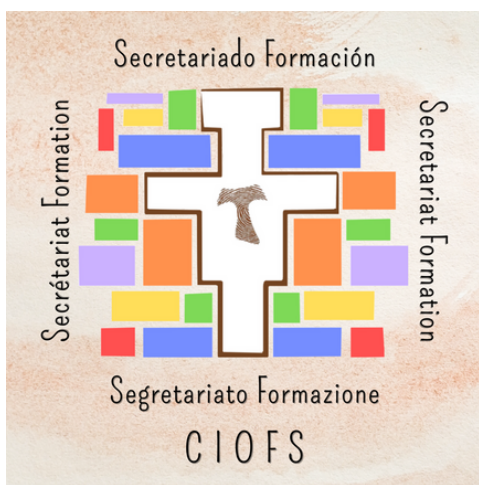 Secretariado Formación
Secrétariat Formation
Secretariat Formation
Segretariato Formazione
CIOFS